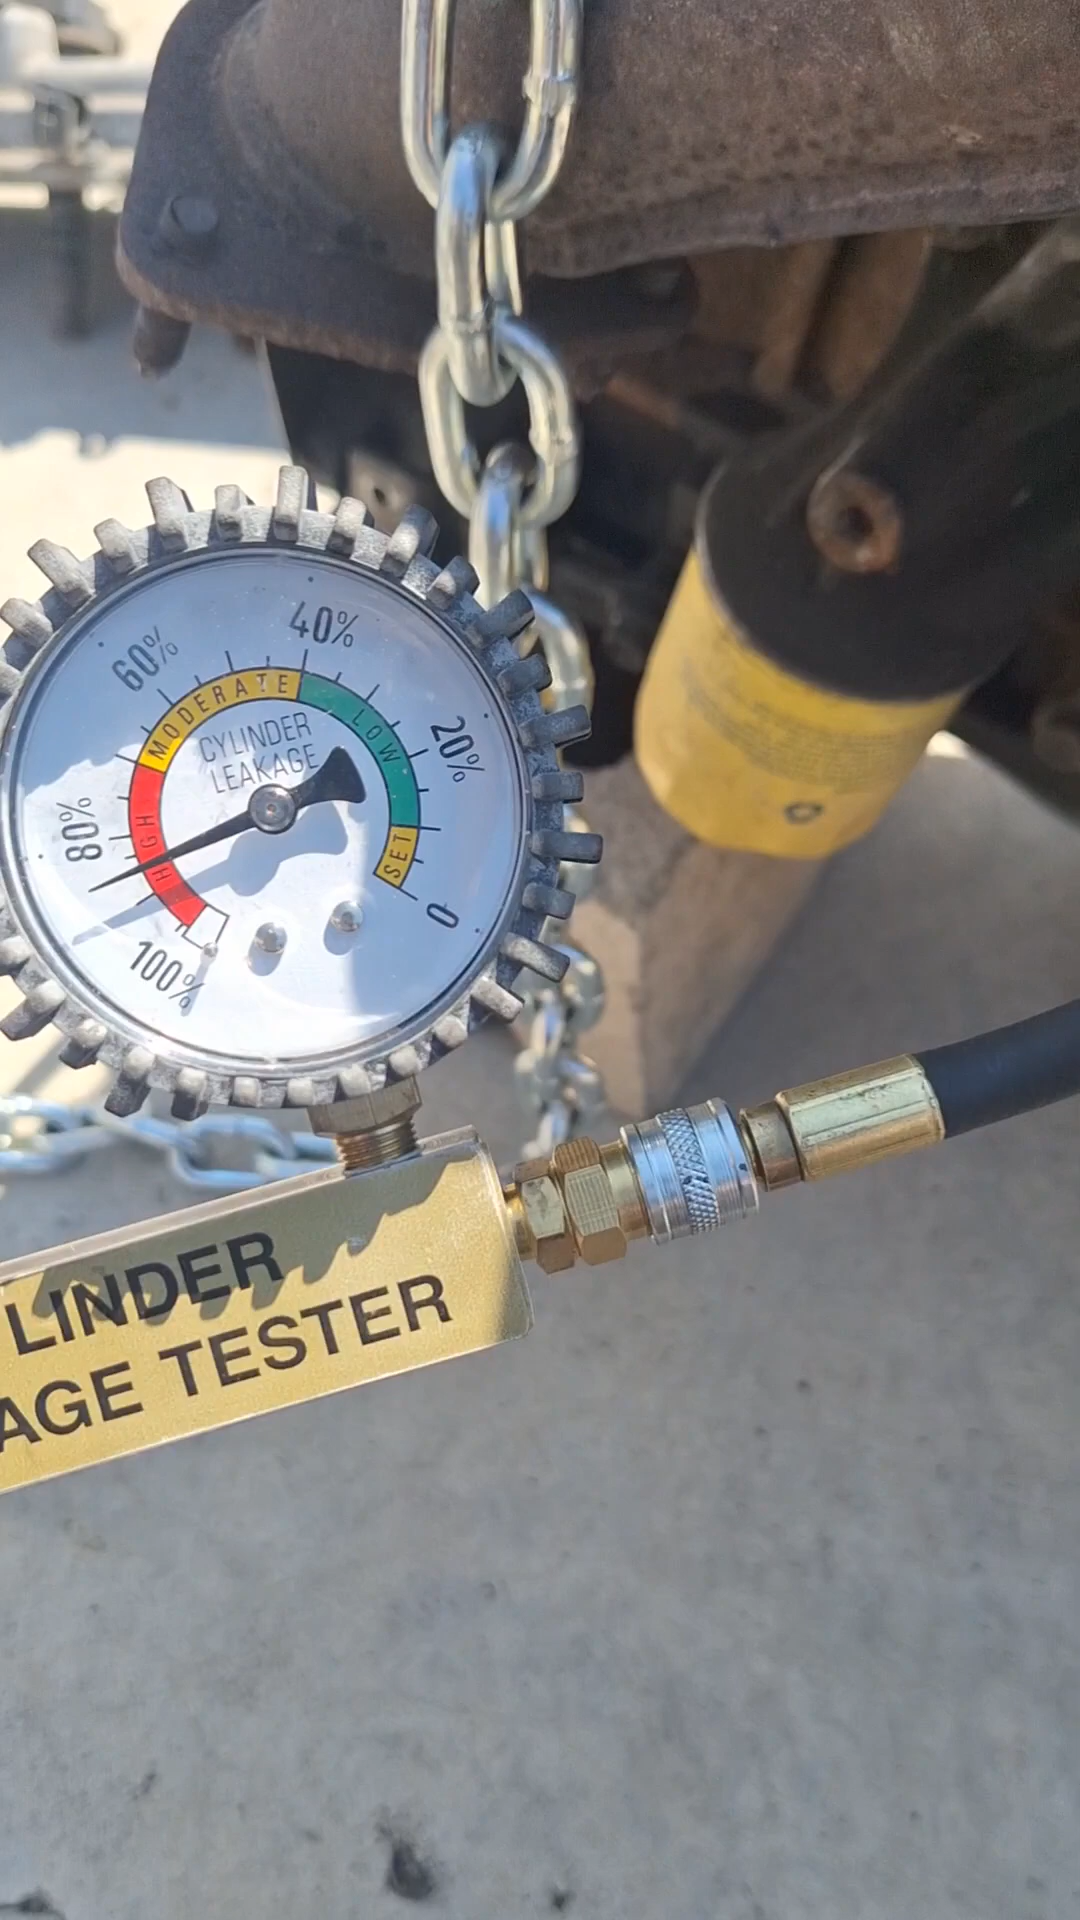 40%
60%
20%
MODERATE
LOW
CYLINDER
LEAKAGE
80%
HIGH
SET
0
100%
LINDER
AGE TESTER